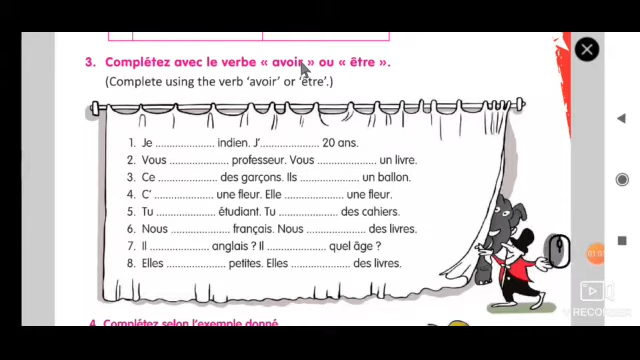 3. Complétez avec le verbe « avoir » ou « être ».
(Complete using the verb 'avoir' or 'être'.)
1. Je .................. indien. J'.................... 20 ans.
2. Vous .................... professeur. Vous .................... un livre.
3. Ce .................... des garçons. Ils .................. un ballon.
4. C' .................. une fleur. Elle .................... une fleur.
5. Tu .................. étudiant. Tu .................... des cahiers.
6. Nous .................... français. Nous .................... des livres.
7. Il .................. anglais ? Il .................... quel âge ?
8. Elles .................... petites. Elles .................... des livres.
4. Complétez selon l'exemple donné.
RECORDER